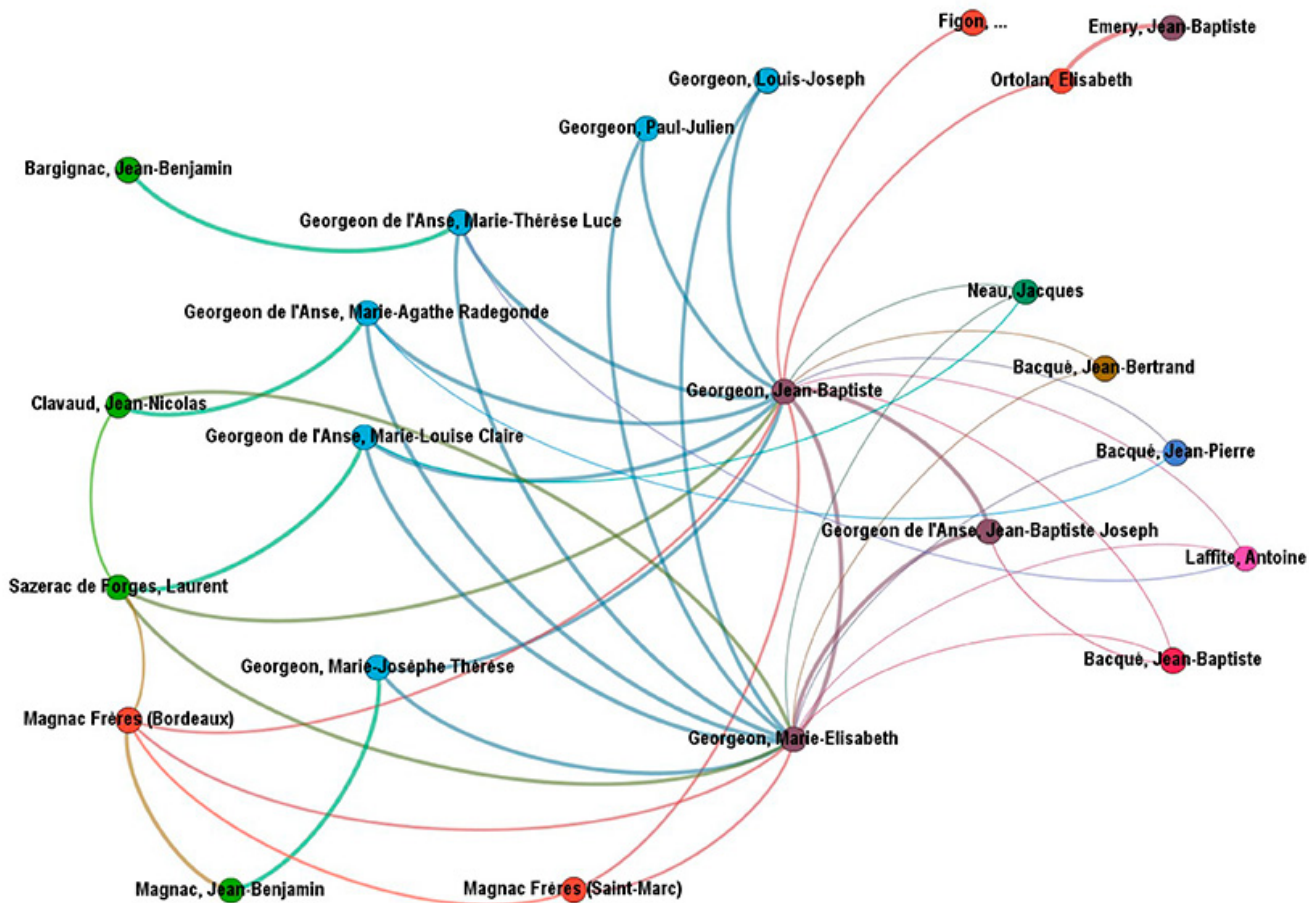 Figon, ...
Emery, Jean-Baptiste
Georgeon, Louis-Joseph
Ortolan, Elisabeth
Georgeon, Paul-Julien
Bargignac, Jean-Benjamin
Georgeon de l'Anse, Marie-Thérèse Luce
Neau, Jacques
Georgeon de l'Anse, Marie-Agathe Radegonde
Bacqué, Jean-Bertrand
Georgeon, Jean-Baptiste
Clavaud, Jean-Nicolas
Georgeon de l'Anse, Marie-Louise Claire
Bacqué, Jean-Pierre
Georgeon de l'Anse, Jean-Baptiste Joseph
Laffite, Antoine
Sazerac de Forges, Laurent
Bacqué, Jean-Baptiste
Georgeon, Marie-Josèphe Thérèse
Magnac Frères (Bordeaux)
Georgeon, Marie-Elisabeth
Magnac, Jean-Benjamin
Magnac Frères (Saint-Marc)